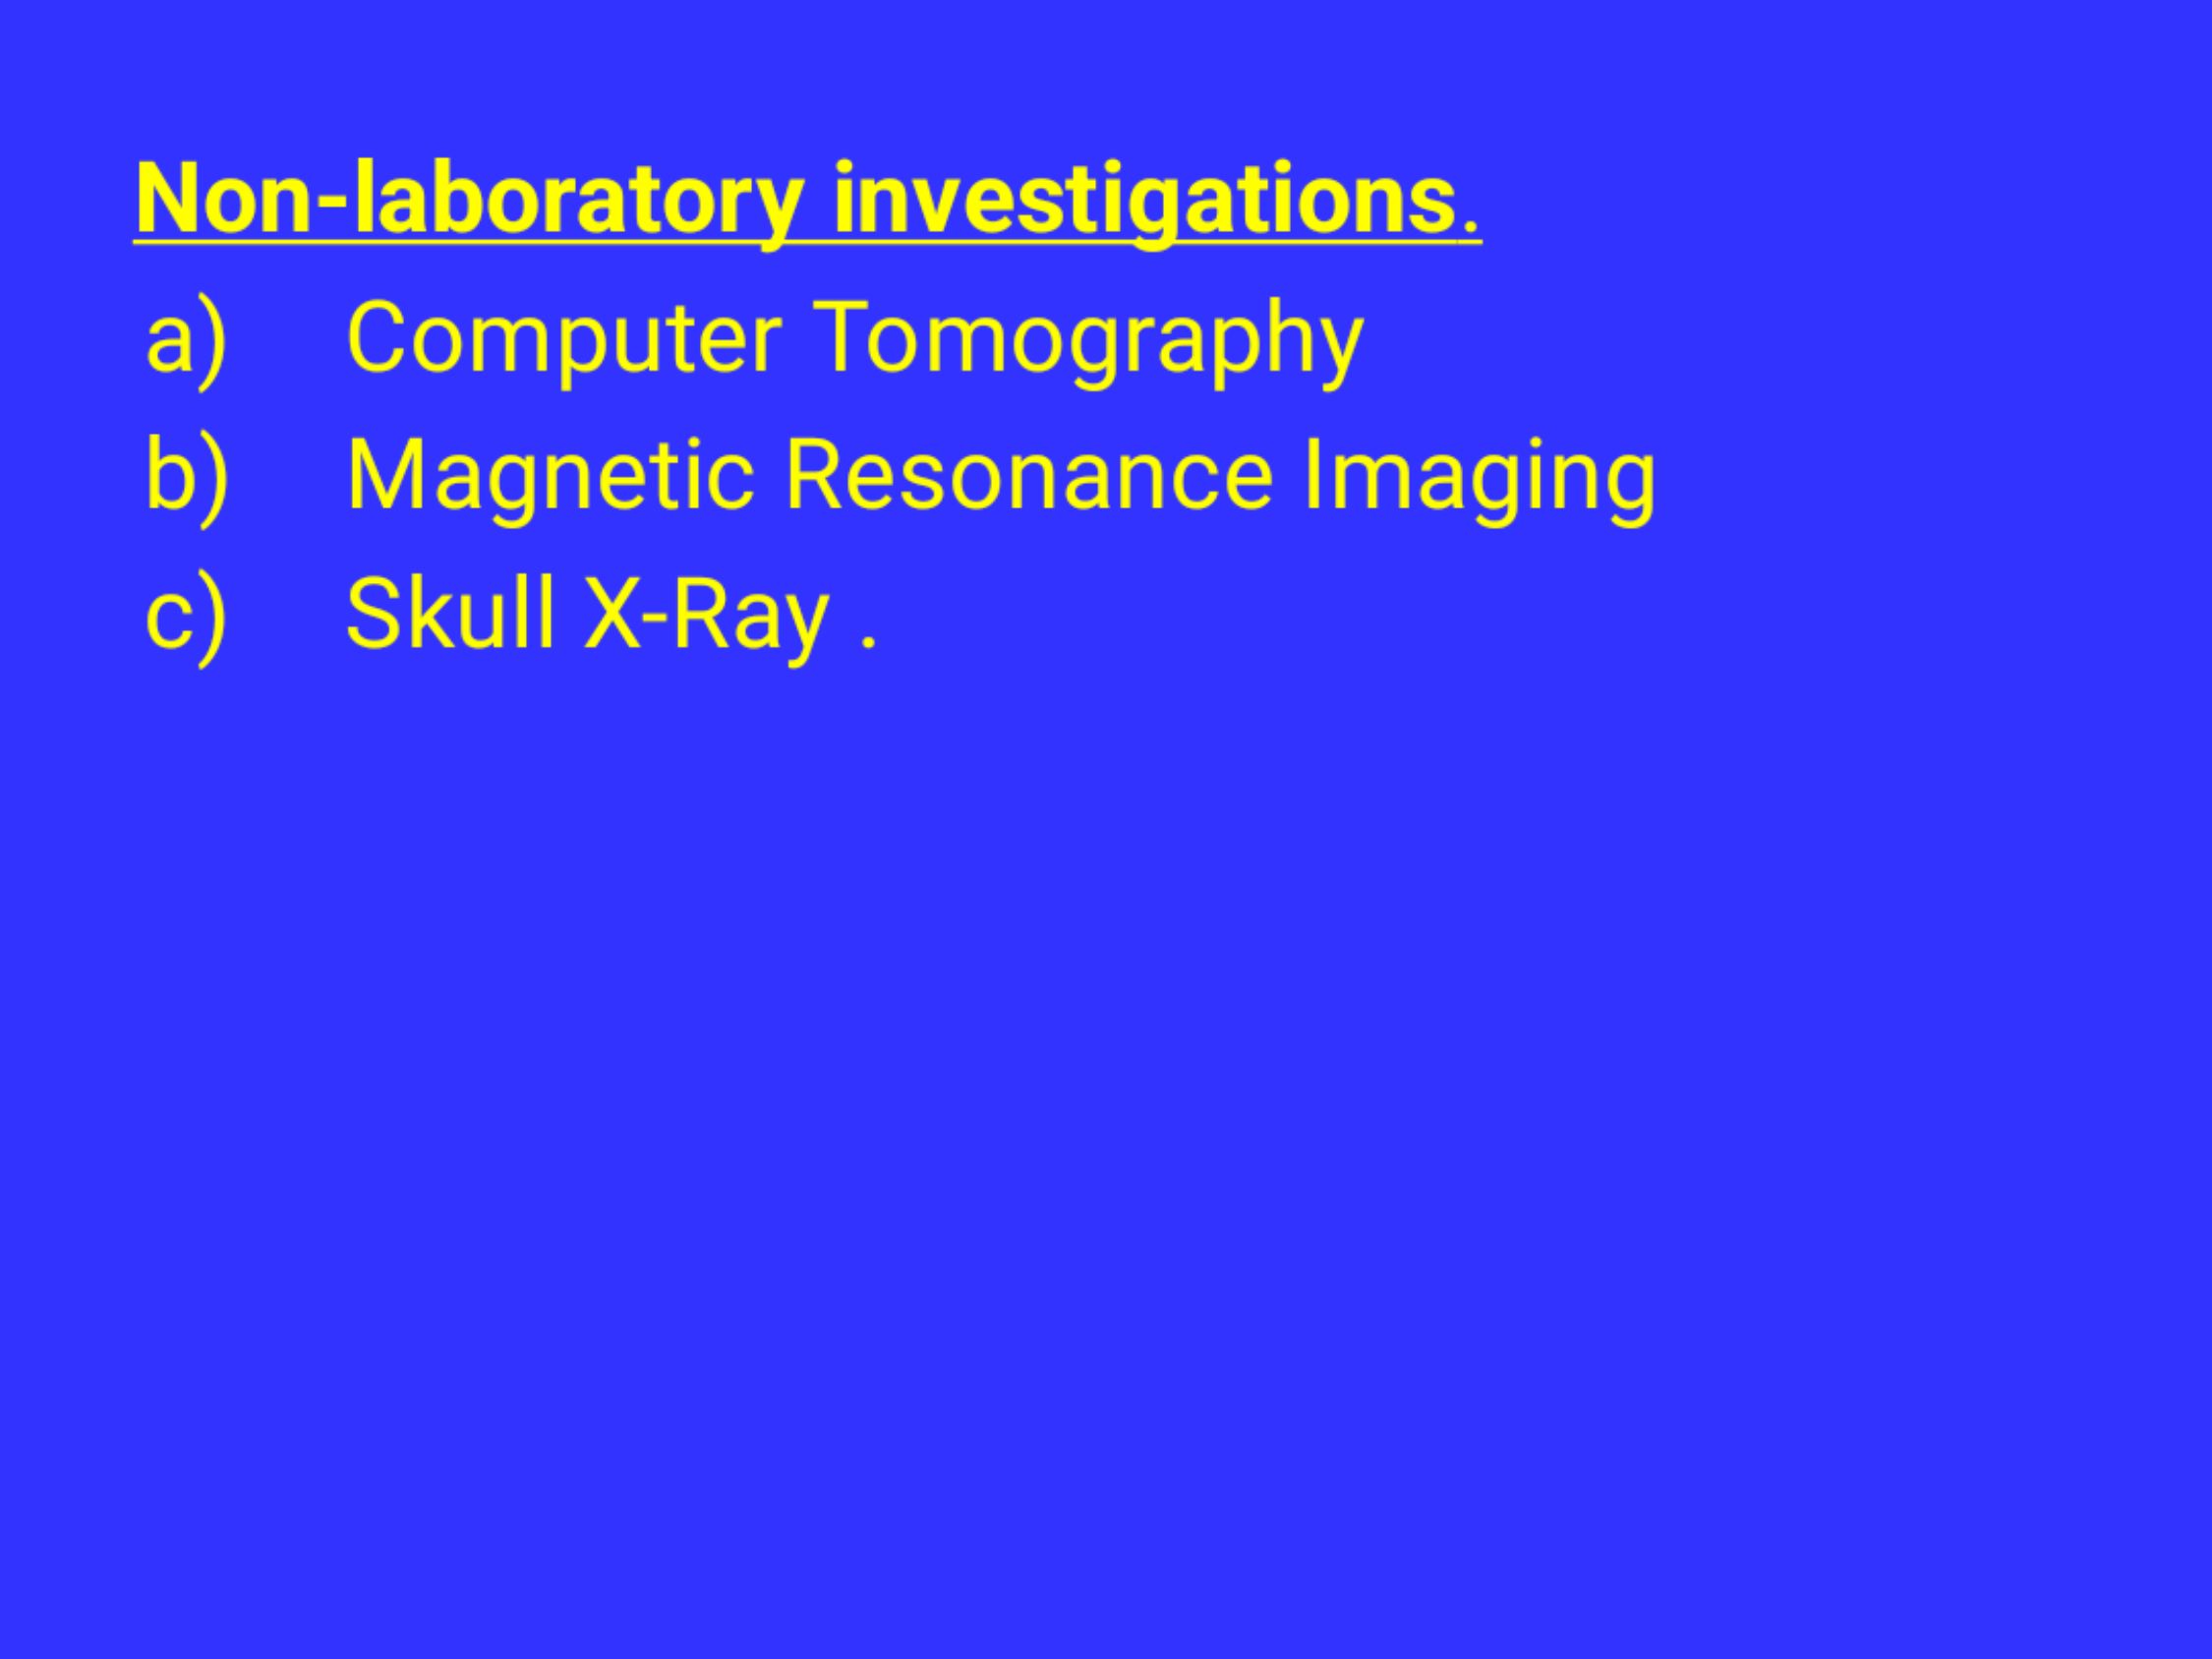 Non-laboratory investigations.
a) Computer Tomography
b) Magnetic Resonance Imaging
c) Skull X-Ray .